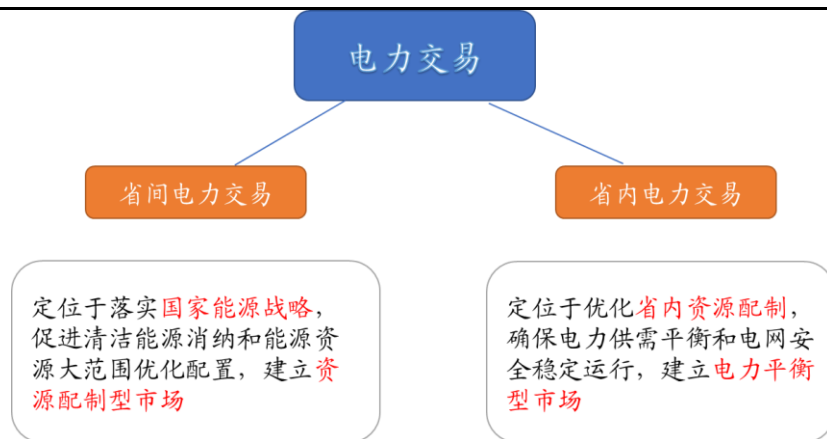 电力交易
省间电力交易
省内电力交易
定位于落实国家能源战略，
促进清洁能源消纳和能源资
源大范围优化配置，建立资
源配制型市场
定位于优化省内资源配制，
确保电力供需平衡和电网安
全稳定运行，建立电力平衡
型市场